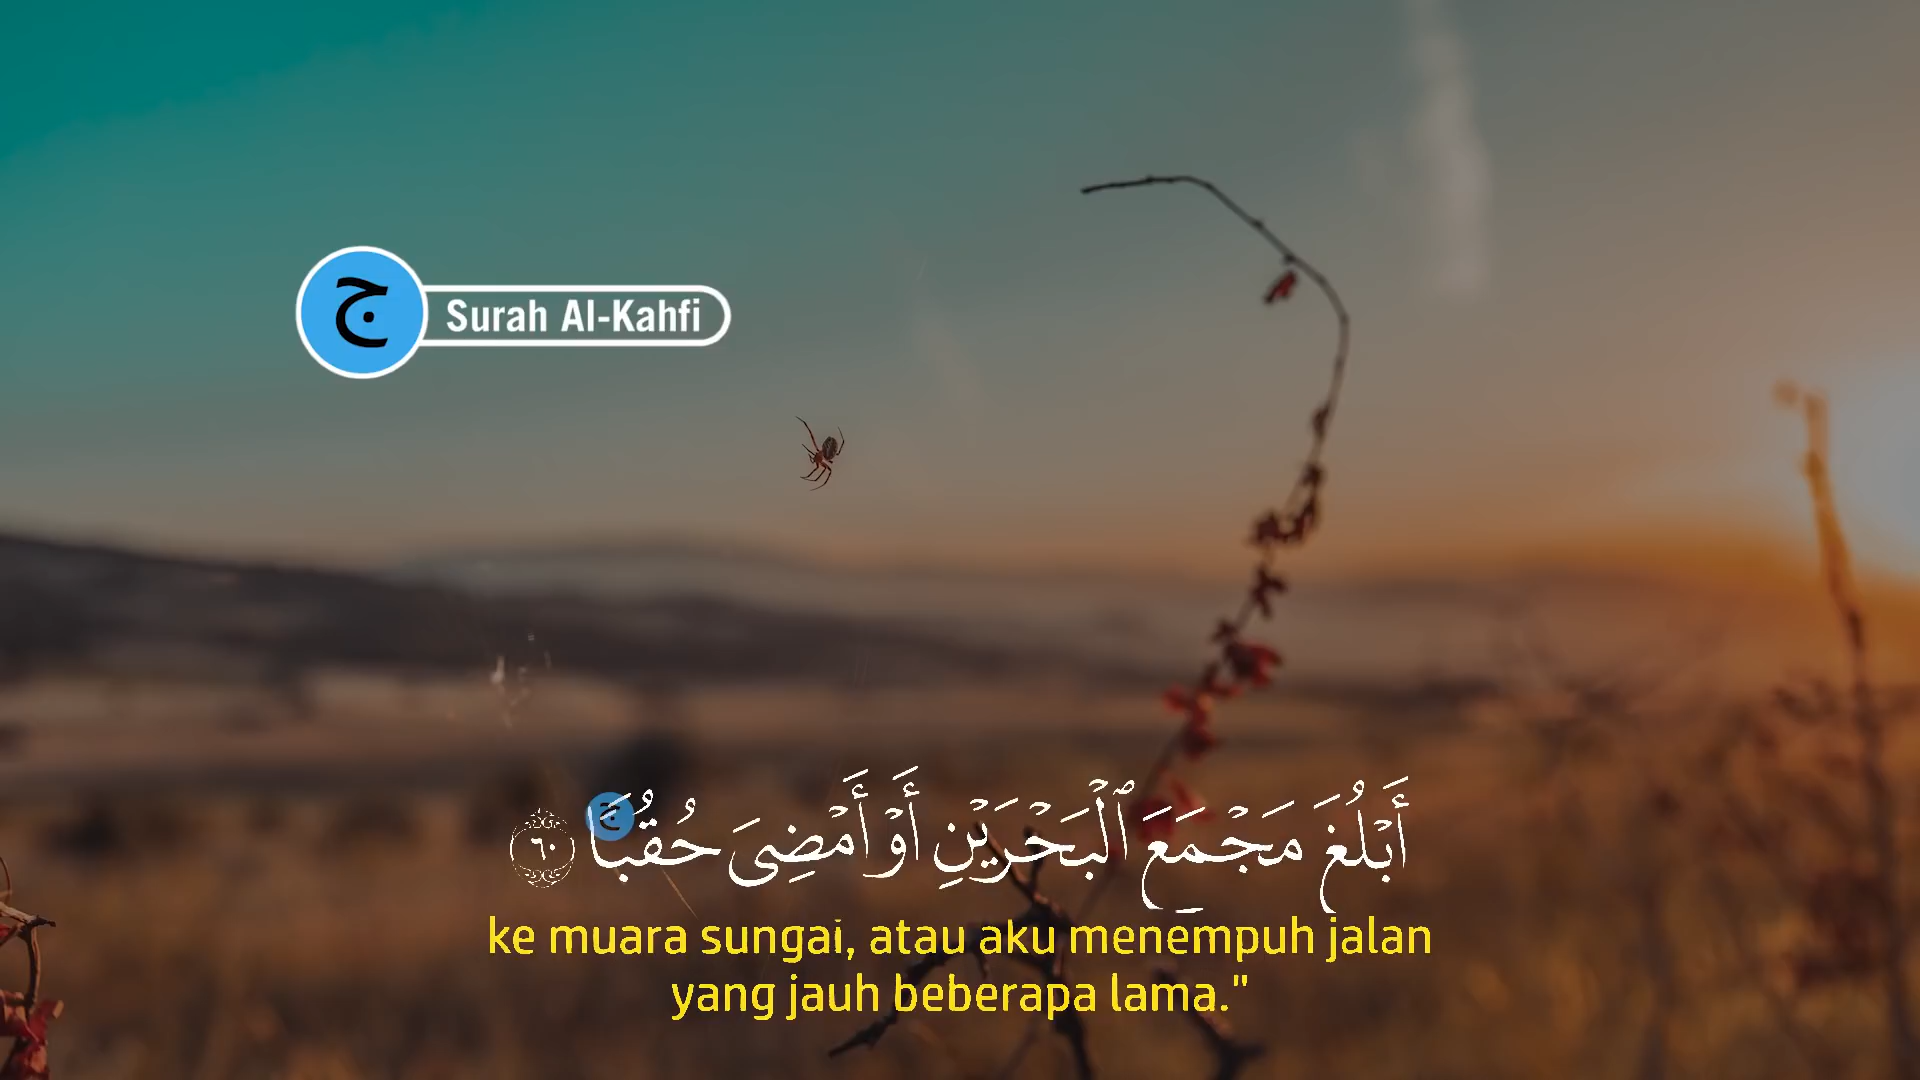 ج
Surah Al-Kahfi
أَبْلُغَ مَجْمَعَ ٱلْبَحْرَيْنِ أَوْ أَمْضِىَ حُقُبًا ٦٠
ج
ke muara sungai, atau aku menempuh jalan
yang jauh beberapa lama."